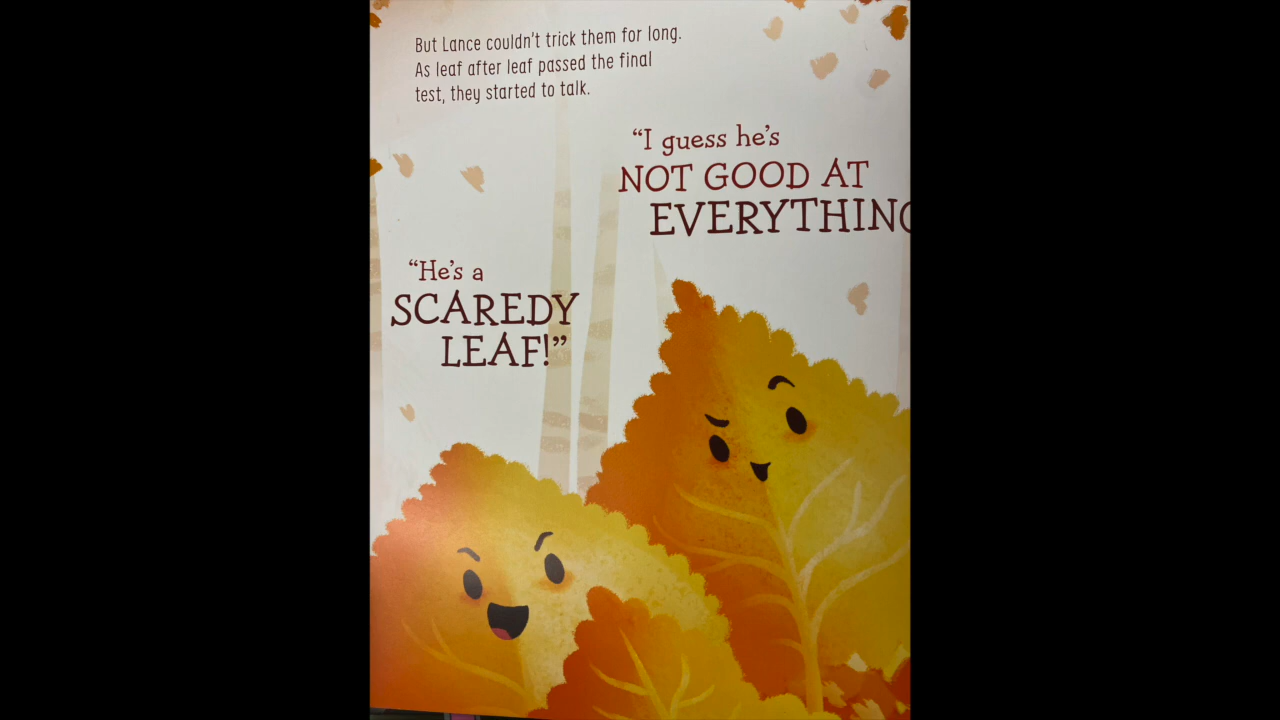 But Lance couldn't trick them for long.
As leaf after leaf passed the final
test, they started to talk.
“I guess he's
NOT GOOD AT
EVERYTHING
“He's a
SCAREDY
LEAF!”